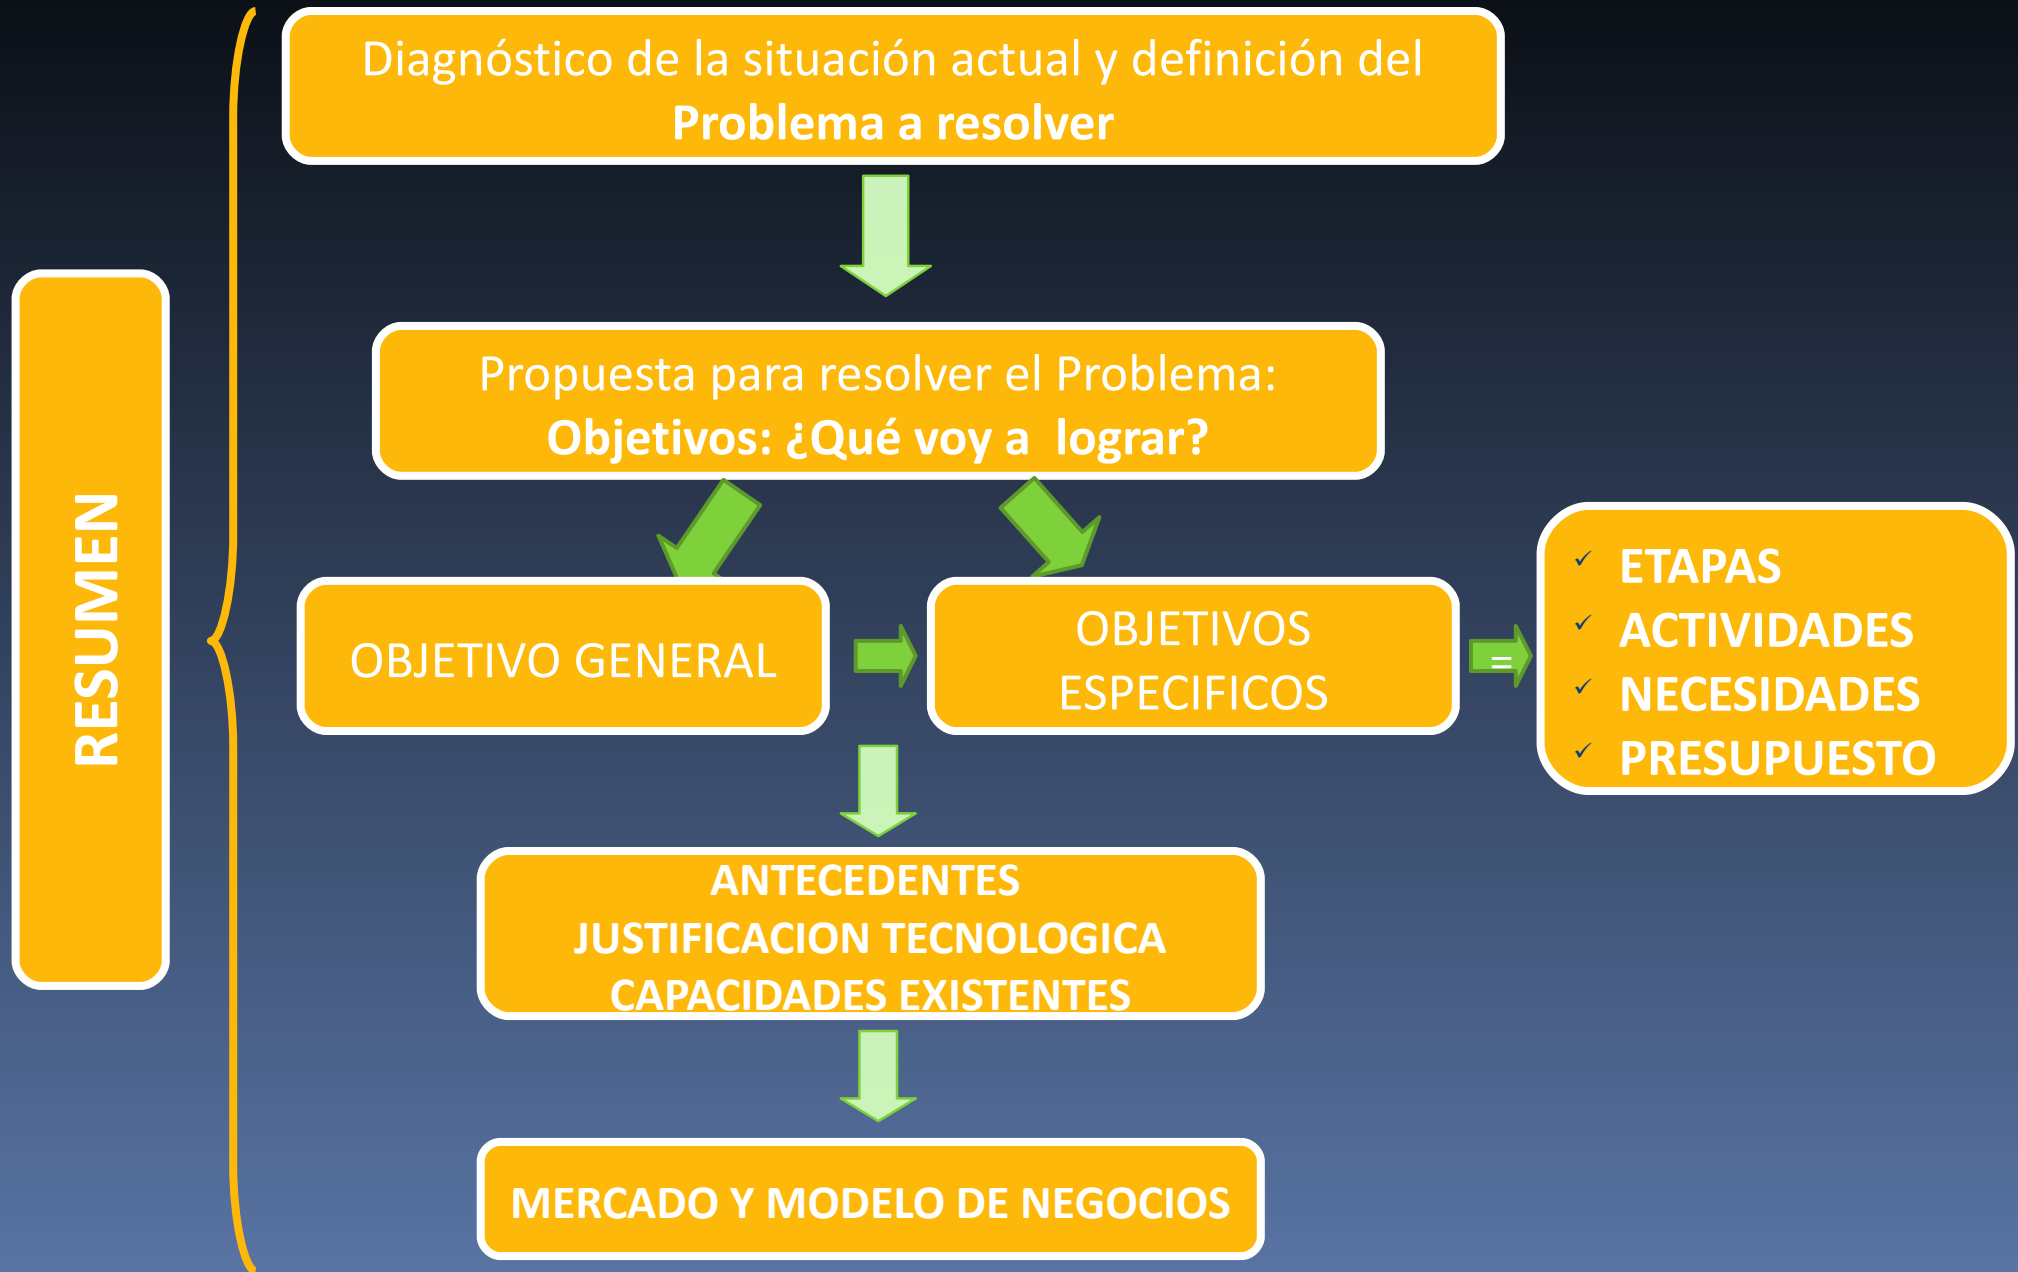 Diagnóstico de la situación actual y definición del
Problema a resolver
RESUMEN
Propuesta para resolver el Problema:
Objetivos: ¿Qué voy a  lograr?
OBJETIVO GENERAL
OBJETIVOS
ESPECIFICOS
=
✓ ETAPAS
✓ ACTIVIDADES
✓ NECESIDADES
✓ PRESUPUESTO
ANTECEDENTES
JUSTIFICACION TECNOLOGICA
CAPACIDADES EXISTENTES
MERCADO Y MODELO DE NEGOCIOS